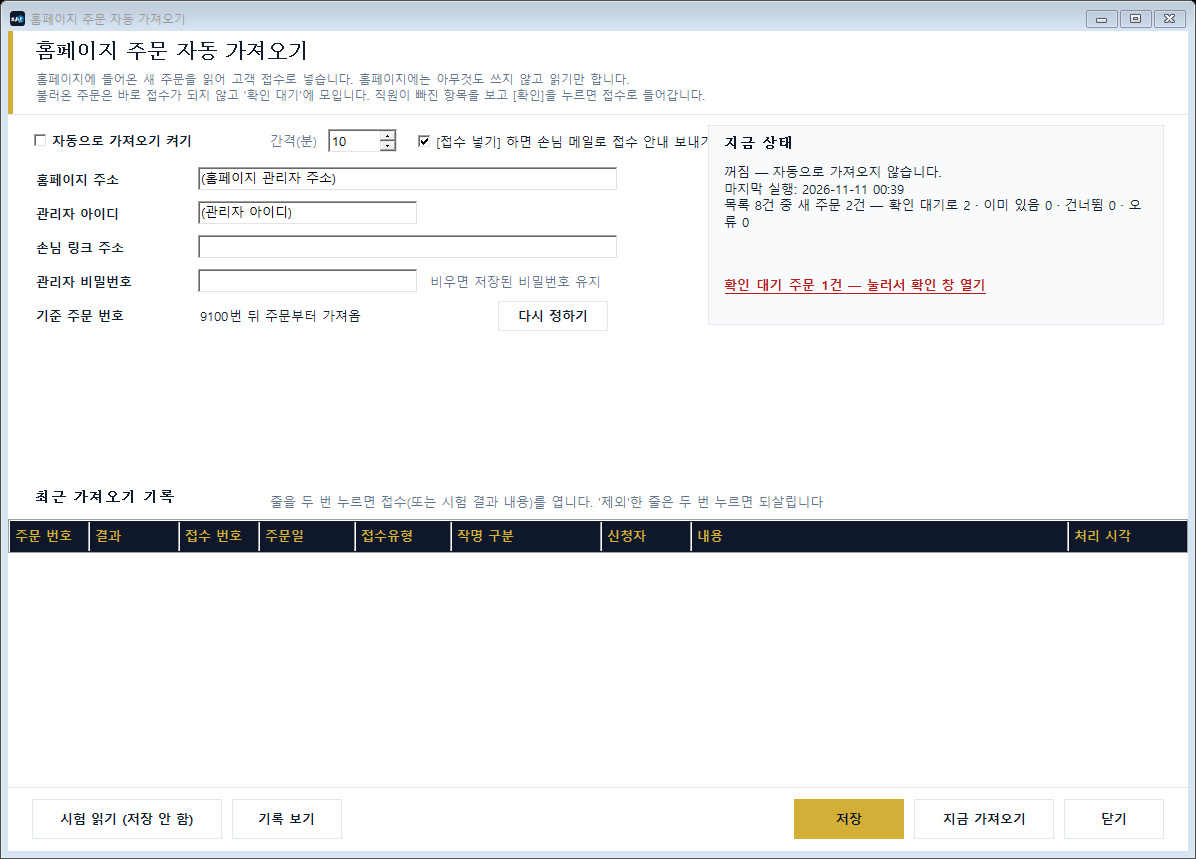 홈페이지 주문 자동 가져오기
홈페이지 주문 자동 가져오기
홈페이지에 들어온 새 주문을 읽어 고객 접수로 넣습니다. 홈페이지에는 아무것도 쓰지 않고 읽기만 합니다.
불러온 주문은 바로 접수가 되지 않고 '확인 대기'에 모입니다. 직원이 빠진 항목을 보고 [확인]을 누르면 접수로 들어갑니다.
자동으로 가져오기 켜기 간격(분) 10 [접수 넣기] 하면 손님 메일로 접수 안내 보내기
홈페이지 주소 (홈페이지 관리자 주소)
관리자 아이디 (관리자 아이디)
손님 링크 주소
관리자 비밀번호 비우면 저장된 비밀번호 유지
기준 주문 번호 9100번 뒤 주문부터 가져옴 다시 정하기
지금 상태
꺼짐 — 자동으로 가져오지 않습니다.
마지막 실행: 2026-11-11 00:39
목록 8건 중 새 주문 2건 — 확인 대기로 2 · 이미 있음 0 · 건너뜀 0 · 오
류 0
확인 대기 주문 1건 — 눌러서 확인 창 열기
최근 가져오기 기록 줄을 두 번 누르면 접수(또는 시험 결과 내용)를 엽니다. '제외'한 줄은 두 번 누르면 되살립니다
주문 번호 결과 접수 번호 주문일 접수유형 작명 구분 신청자 내용 처리 시각
시험 읽기 (저장 안 함) 기록 보기 저장 지금 가져오기 닫기